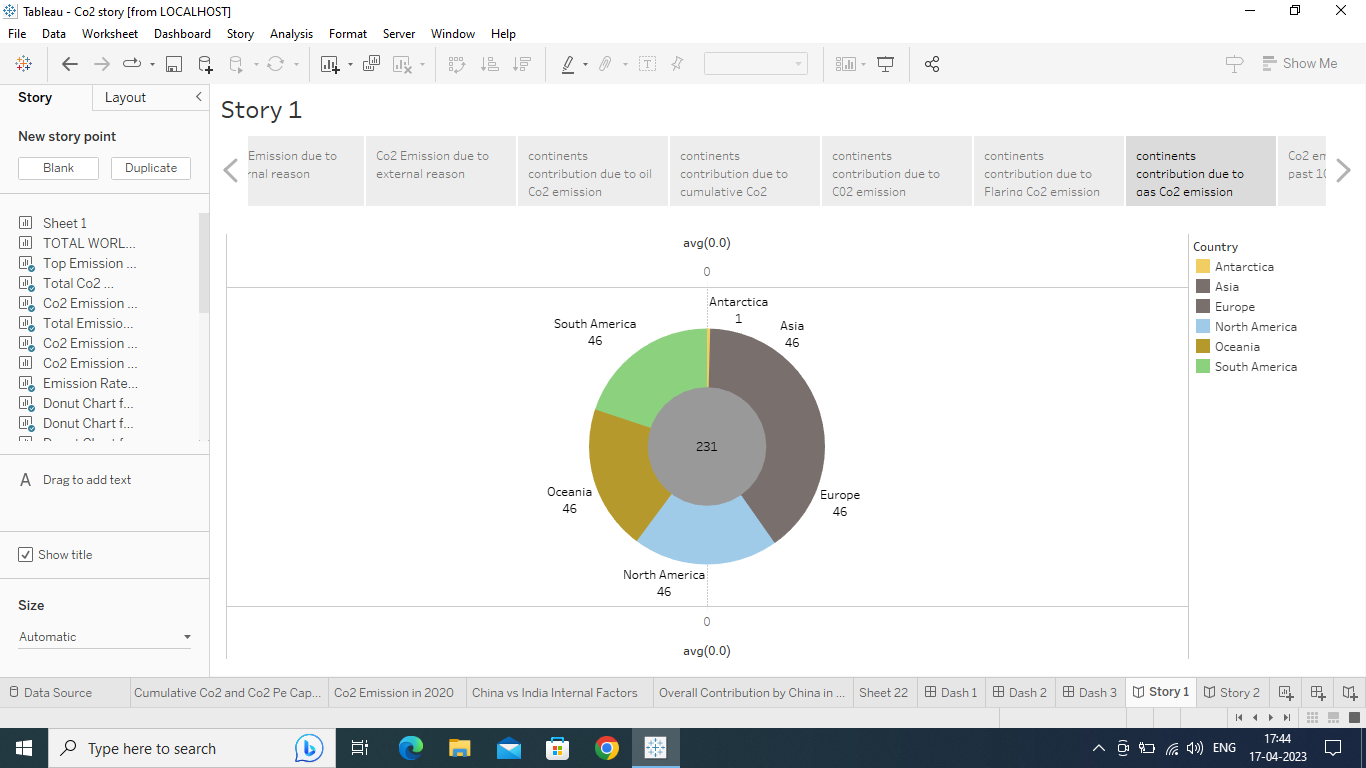 Tableau - Co2 story [from LOCALHOST]
File Data Worksheet Dashboard Story Analysis Format Server Window Help
Show Me
Story Layout
New story point
Blank Duplicate
Sheet 1
TOTAL WORL...
Top Emission ...
Total Co2 ...
Co2 Emission ...
Total Emissio...
Co2 Emission ...
Co2 Emission ...
Emission Rate...
Donut Chart f...
Donut Chart f...
A Drag to add text
Show title
Size
Automatic
Story 1
Emission due to
rnal reason
Co2 Emission due to
external reason
continents
contribution due to oil
Co2 emission
continents
contribution due to
cumulative Co2
continents
contribution due to
C02 emission
continents
contribution due to
Flaring Co2 emission
continents
contribution due to
gas Co2 emission
Co2 em
past 10
avg(0.0)
0
Antarctica
1
Asia
46
South America
46
231
Oceania
46
Europe
46
North America
46
0
avg(0.0)
Country
Antarctica
Asia
Europe
North America
Oceania
South America
Data Source Cumulative Co2 and Co2 Pe Cap... Co2 Emission in 2020 China vs India Internal Factors Overall Contribution by China in ... Sheet 22 Dash 1 Dash 2 Dash 3 Story 1 Story 2
Type here to search
ENG
17:44
17-04-2023